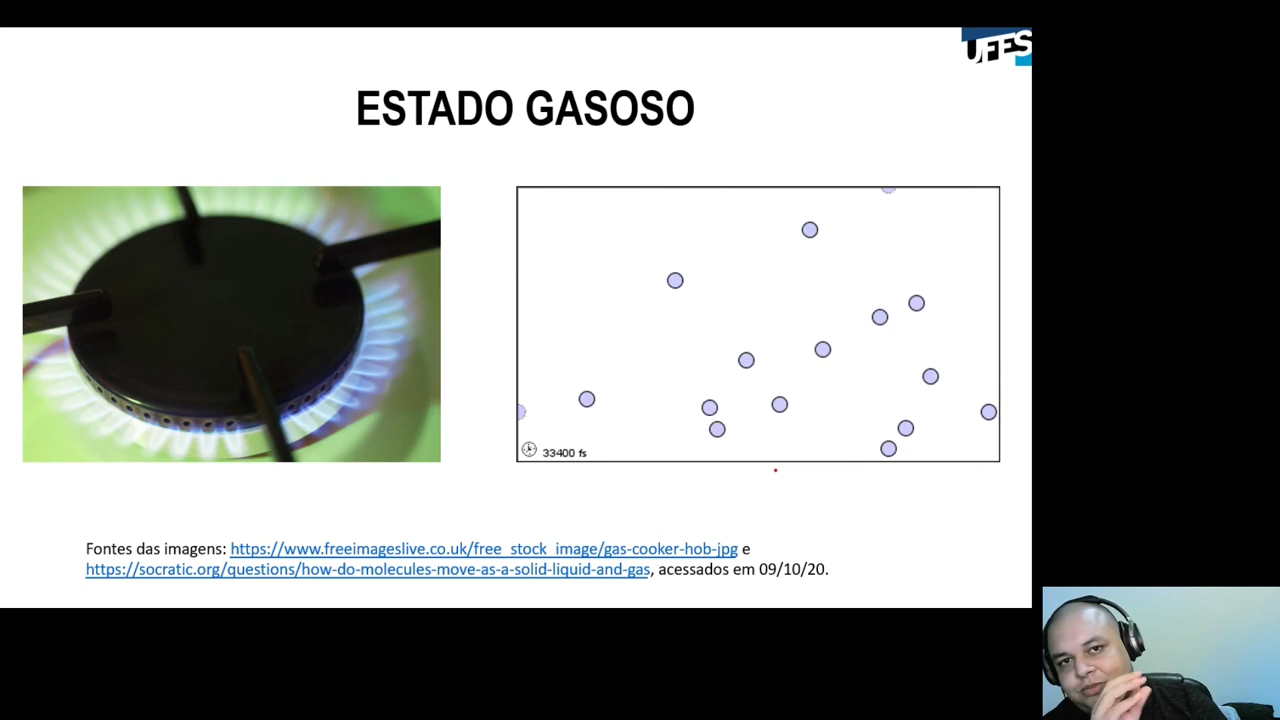 UFES
ESTADO GASOSO
33400 fs
Fontes das imagens: https://www.freeimageslive.co.uk/free_stock_image/gas-cooker-hob-jpg e
https://socratic.org/questions/how-do-molecules-move-as-a-solid-liquid-and-gas, acessados em 09/10/20.